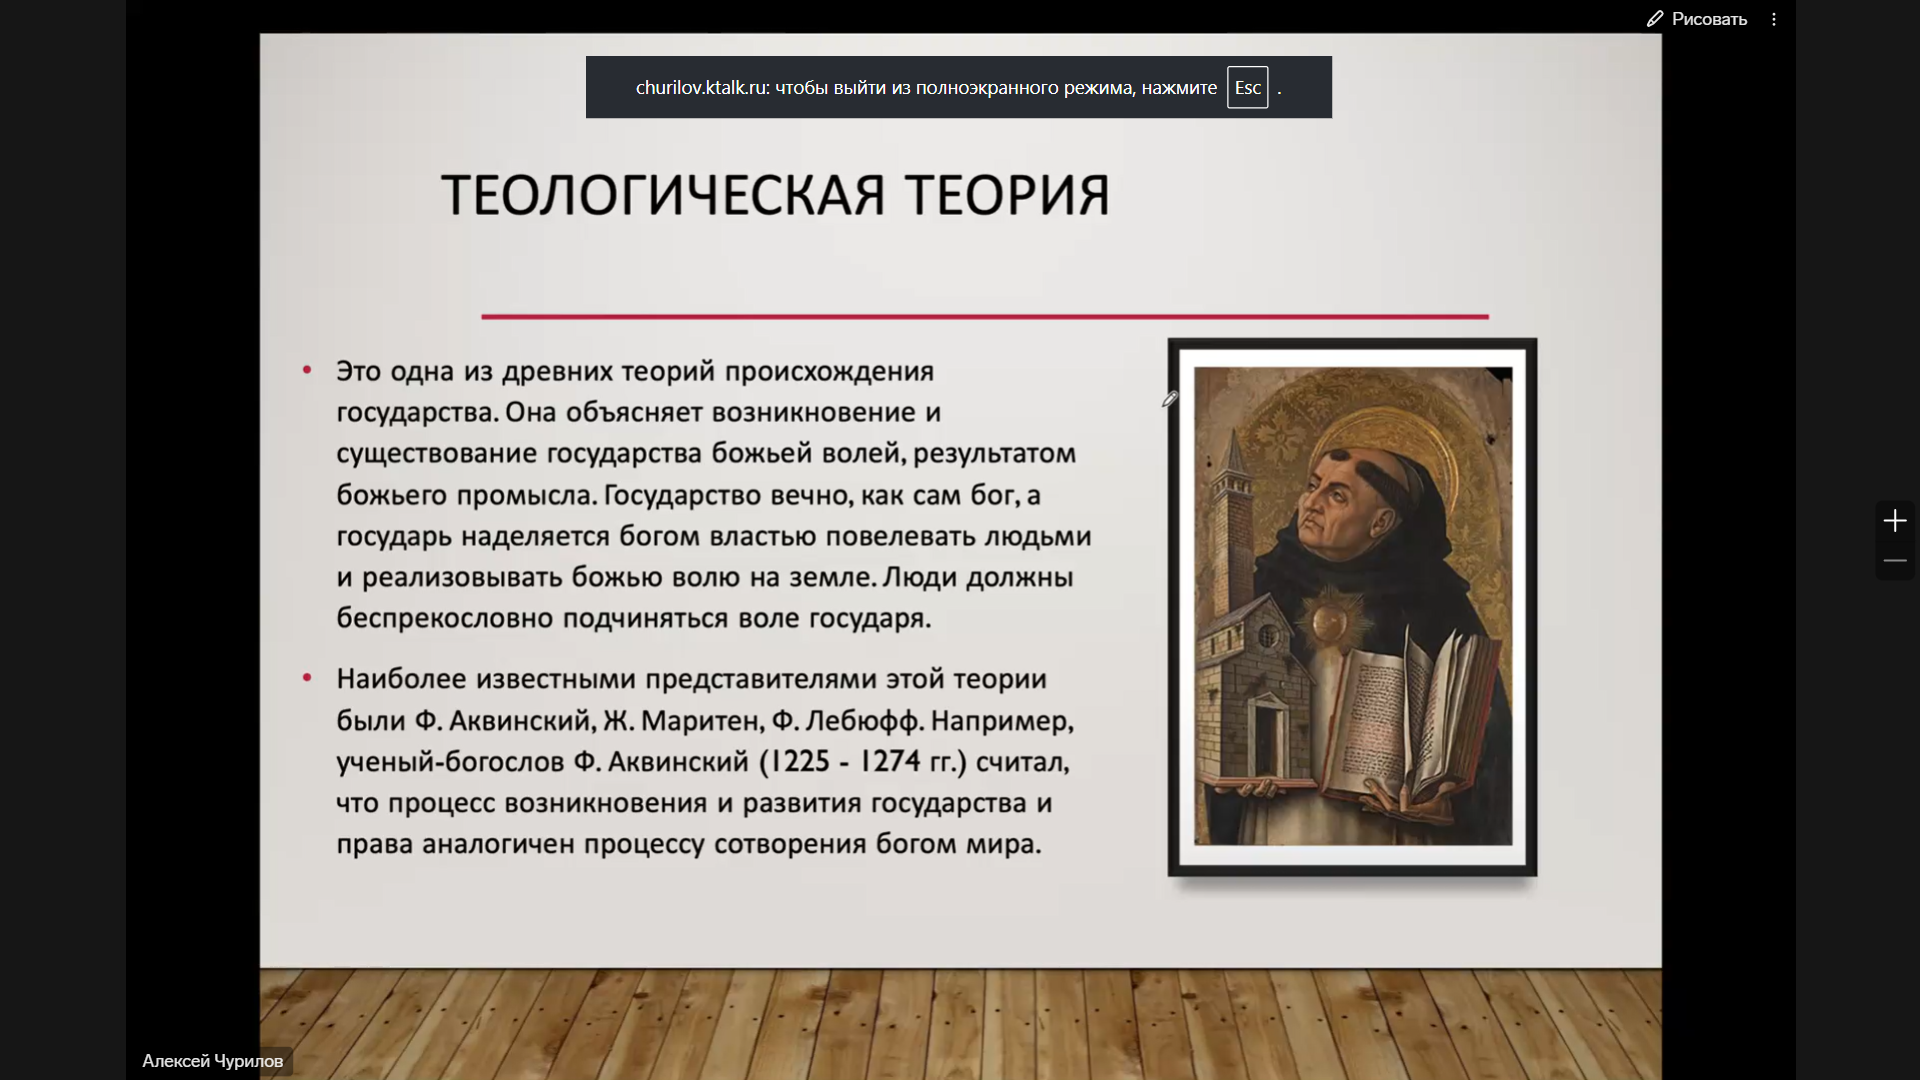 Рисовать
churilov.ktalk.ru: чтобы выйти из полноэкранного режима, нажмите Esc .
ТЕОЛОГИЧЕСКАЯ ТЕОРИЯ
• Это одна из древних теорий происхождения
государства. Она объясняет возникновение и
существование государства божьей волей, результатом
божьего промысла. Государство вечно, как сам бог, а
государь наделяется богом властью повелевать людьми
и реализовывать божью волю на земле. Люди должны
беспрекословно подчиняться воле государя.
• Наиболее известными представителями этой теории
были Ф. Аквинский, Ж. Маритен, Ф. Лебюфф. Например,
ученый-богослов Ф. Аквинский (1225 - 1274 гг.) считал,
что процесс возникновения и развития государства и
права аналогичен процессу сотворения богом мира.
Алексей Чурилов